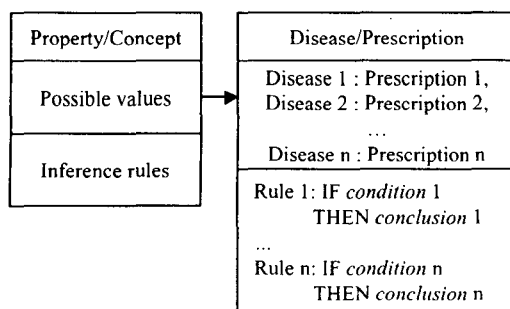 Property/Concept
Possible values
Inference rules
Disease/Prescription
Disease 1 : Prescription 1,
Disease 2 : Prescription 2,
...
Disease n : Prescription n
Rule 1: IF condition 1
THEN conclusion 1
...
Rule n: IF condition n
THEN conclusion n